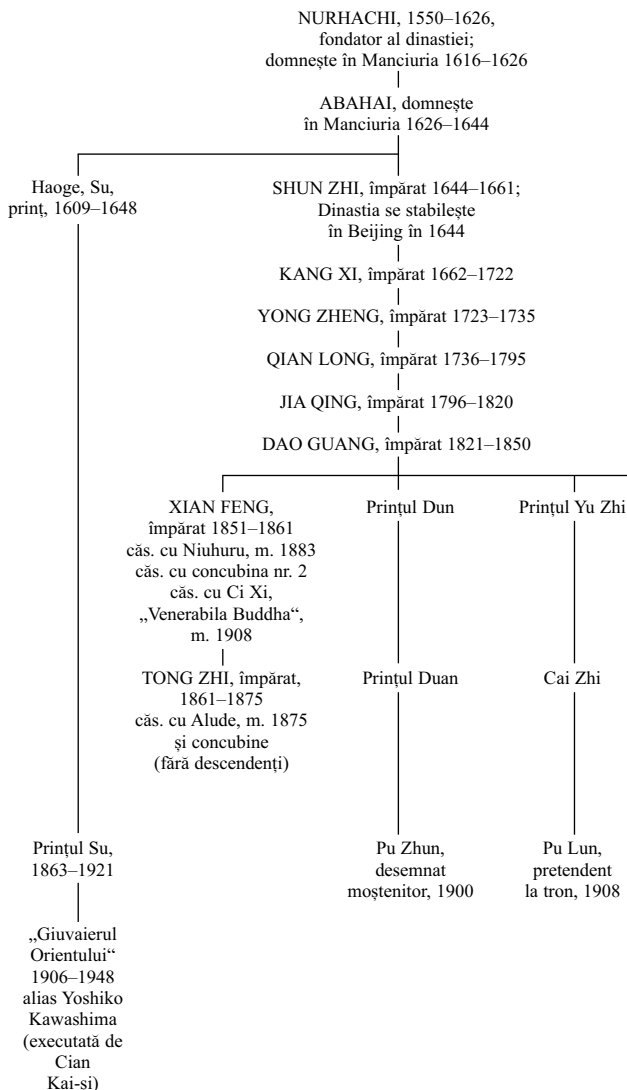 NURHACHI, 1550–1626,
fondator al dinastiei;
domnește în Manciuria 1616–1626
ABAHAI, domnește
în Manciuria 1626–1644
Haoge, Su,
prinț, 1609–1648
SHUN ZHI, împărat 1644–1661;
Dinastia se stabilește
în Beijing în 1644
KANG XI, împărat 1662–1722
YONG ZHENG, împărat 1723–1735
QIAN LONG, împărat 1736–1795
JIA QING, împărat 1796–1820
DAO GUANG, împărat 1821–1850
XIAN FENG,
împărat 1851–1861
căs. cu Niuhuru, m. 1883
căs. cu concubina nr. 2
căs. cu Ci Xi,
„Venerabila Buddha“,
m. 1908
Prințul Dun
Prințul Yu Zhi
TONG ZHI, împărat,
1861–1875
căs. cu Alude, m. 1875
și concubine
(fără descendenți)
Prințul Duan
Cai Zhi
Prințul Su,
1863–1921
Pu Zhun,
desemnat
moștenitor, 1900
Pu Lun,
pretendent
la tron, 1908
„Giuvaierul
Orientului“
1906–1948
alias Yoshiko
Kawashima
(executată de
Cian
Kai-și)